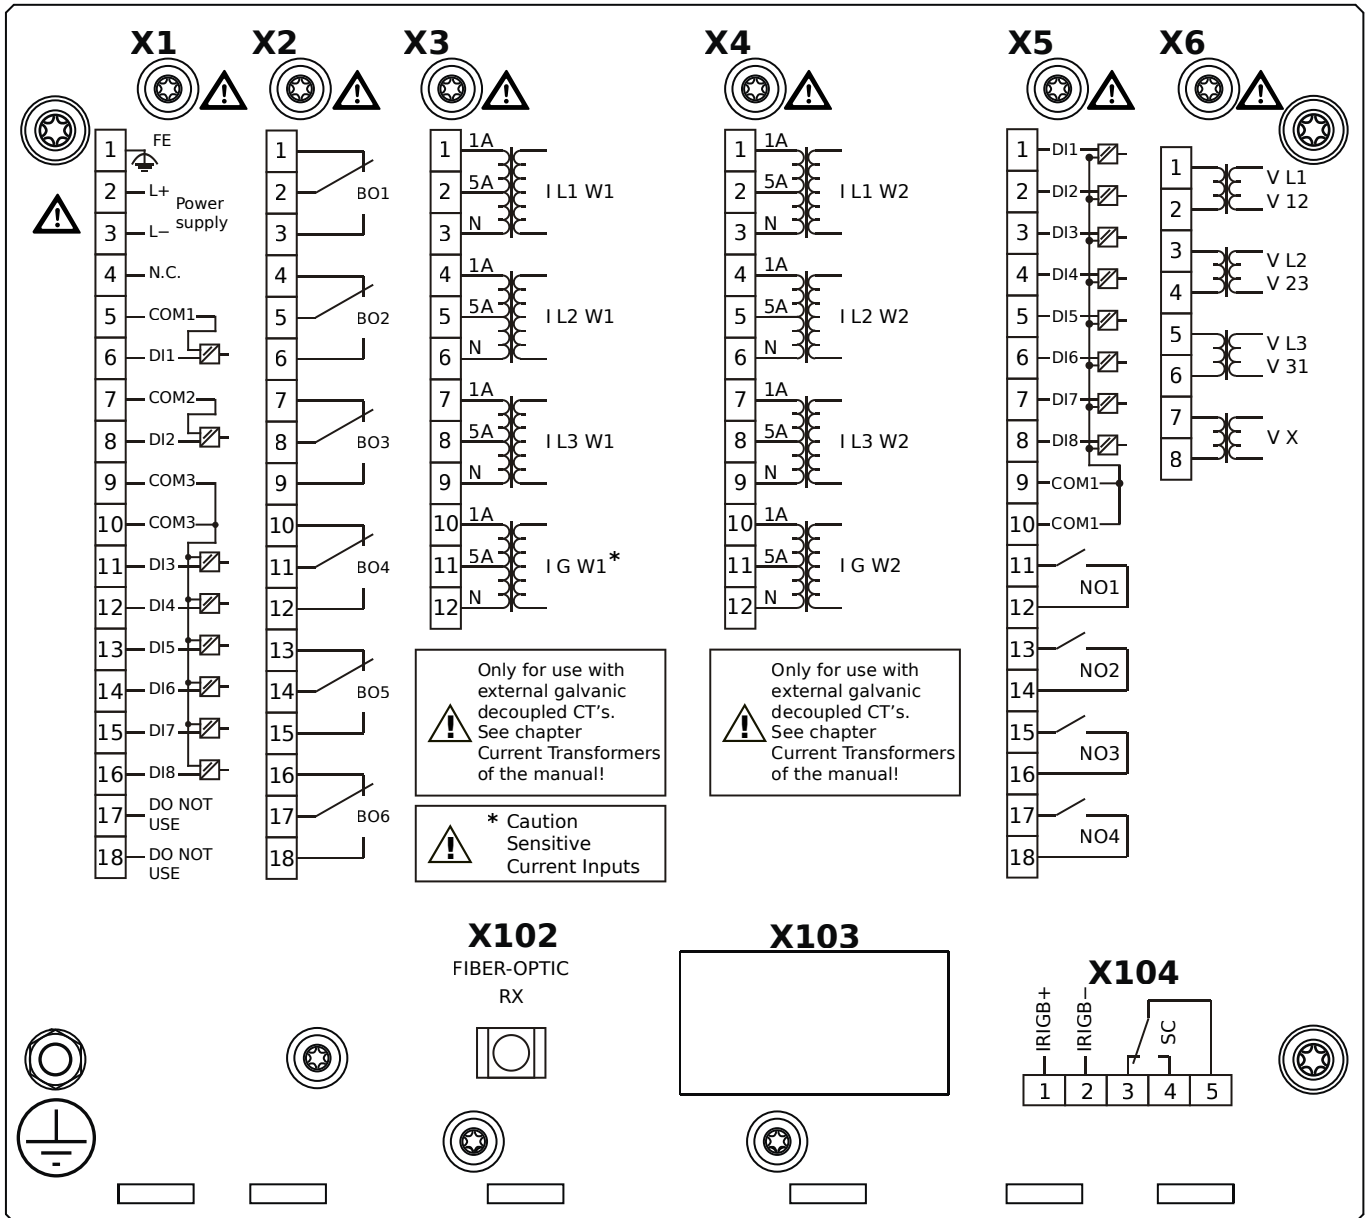 X1
X2
X3
X4
X5
X6
1
FE
2
L+
Power
supply
3
L−
4
N.C.
5
COM1
6
DI1
7
COM2
8
DI2
9
COM3
10
COM3
11
DI3
12
DI4
13
DI5
14
DI6
15
DI7
16
DI8
17
DO NOT
USE
18
DO NOT
USE
1
2
BO1
3
4
5
BO2
6
7
8
BO3
9
10
11
BO4
12
13
14
BO5
15
16
17
BO6
18
1
1A
2
5A
I L1 W1
3
N
4
1A
5
5A
I L2 W1
6
N
7
1A
8
5A
I L3 W1
9
N
10
1A
11
5A
I G W1*
12
N
Only for use with
external galvanic
decoupled CT's.
See chapter
Current Transformers
of the manual!
* Caution
Sensitive
Current Inputs
1
1A
2
5A
I L1 W2
3
N
4
1A
5
5A
I L2 W2
6
N
7
1A
8
5A
I L3 W2
9
N
10
1A
11
5A
I G W2
12
N
Only for use with
external galvanic
decoupled CT's.
See chapter
Current Transformers
of the manual!
1
DI1
2
DI2
3
DI3
4
DI4
5
DI5
6
DI6
7
DI7
8
DI8
9
COM1
10
COM1
11
NO1
12
13
NO2
14
15
NO3
16
17
NO4
18
1
V L1
V 12
2
3
V L2
V 23
4
5
V L3
V 31
6
7
V X
8
X102
FIBER-OPTIC
RX
X103
X104
IRIGB+
IRIGB−
SC
1
2
3
4
5